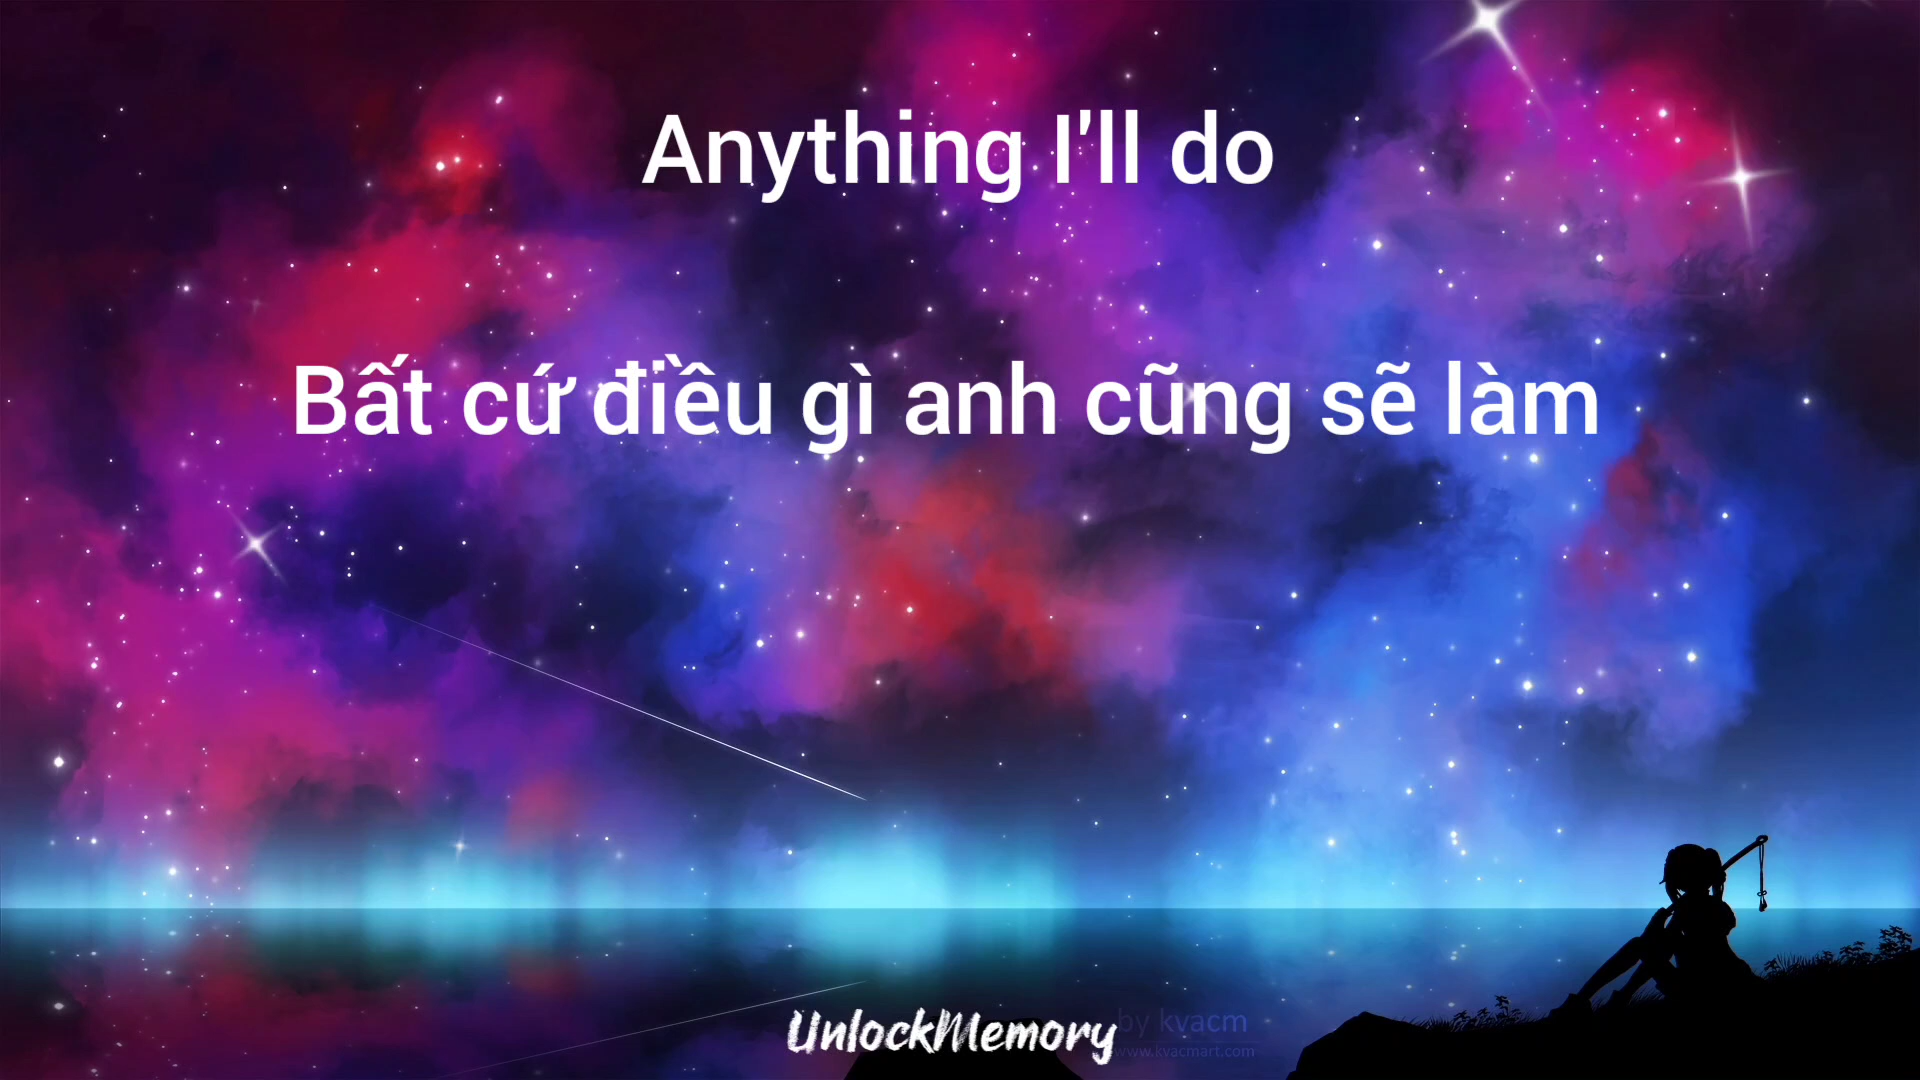 Anything I'll do
Bất cứ điều gì anh cũng sẽ làm
UnlockMemory
by kvacm
www.kvacmart.com